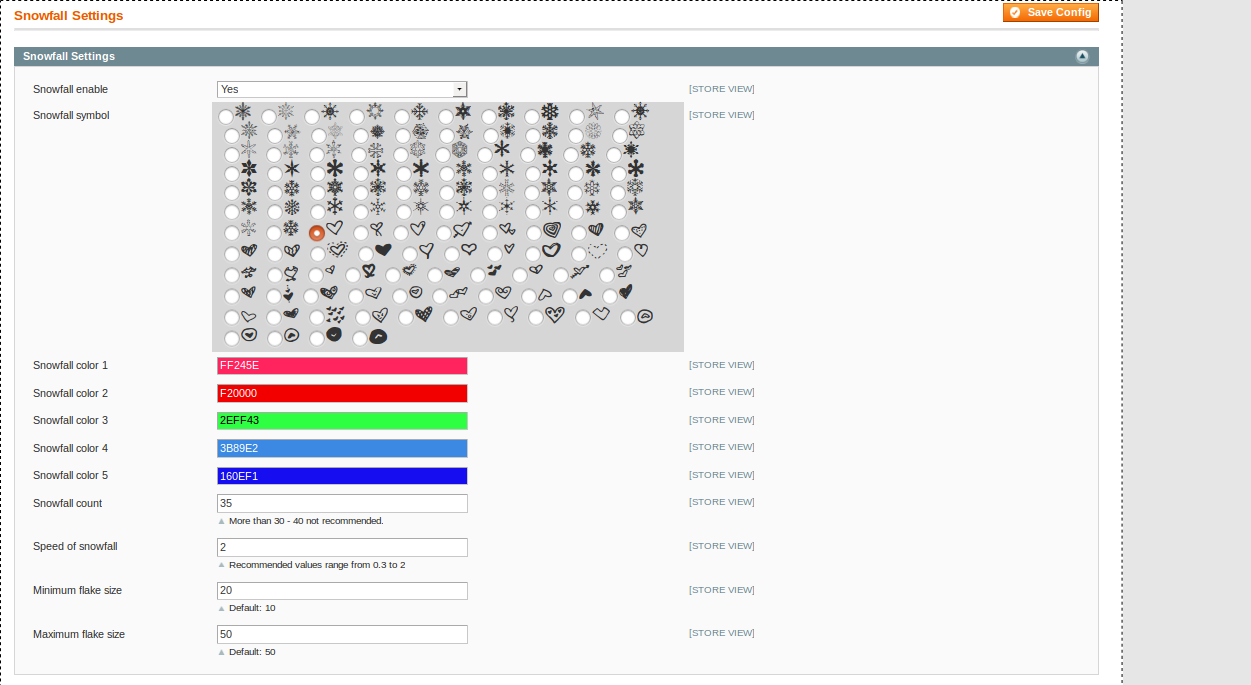 Snowfall Settings
Save Config
Snowfall Settings
Snowfall enable Yes [STORE VIEW]
Snowfall symbol [STORE VIEW]
Snowfall color 1 FF245E [STORE VIEW]
Snowfall color 2 F20000 [STORE VIEW]
Snowfall color 3 2EFF43 [STORE VIEW]
Snowfall color 4 3B89E2 [STORE VIEW]
Snowfall color 5 160EF1 [STORE VIEW]
Snowfall count 35 [STORE VIEW]
More than 30 - 40 not recommended.
Speed of snowfall 2 [STORE VIEW]
Recommended values range from 0.3 to 2
Minimum flake size 20 [STORE VIEW]
Default: 10
Maximum flake size 50 [STORE VIEW]
Default: 50